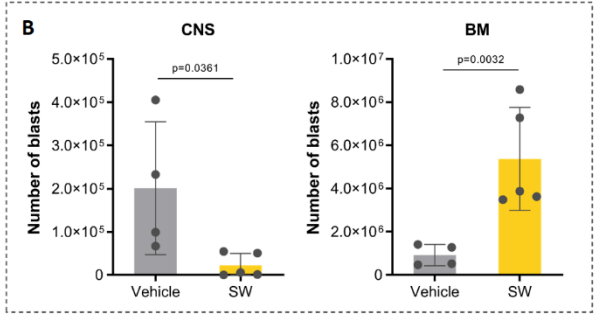 B
CNS
Number of blasts
5.0×10⁵
4.0×10⁵
3.0×10⁵
2.0×10⁵
1.0×10⁵
0
p=0.0361
Vehicle SW
BM
Number of blasts
1.0×10⁷
8.0×10⁶
6.0×10⁶
4.0×10⁶
2.0×10⁶
0
p=0.0032
Vehicle SW